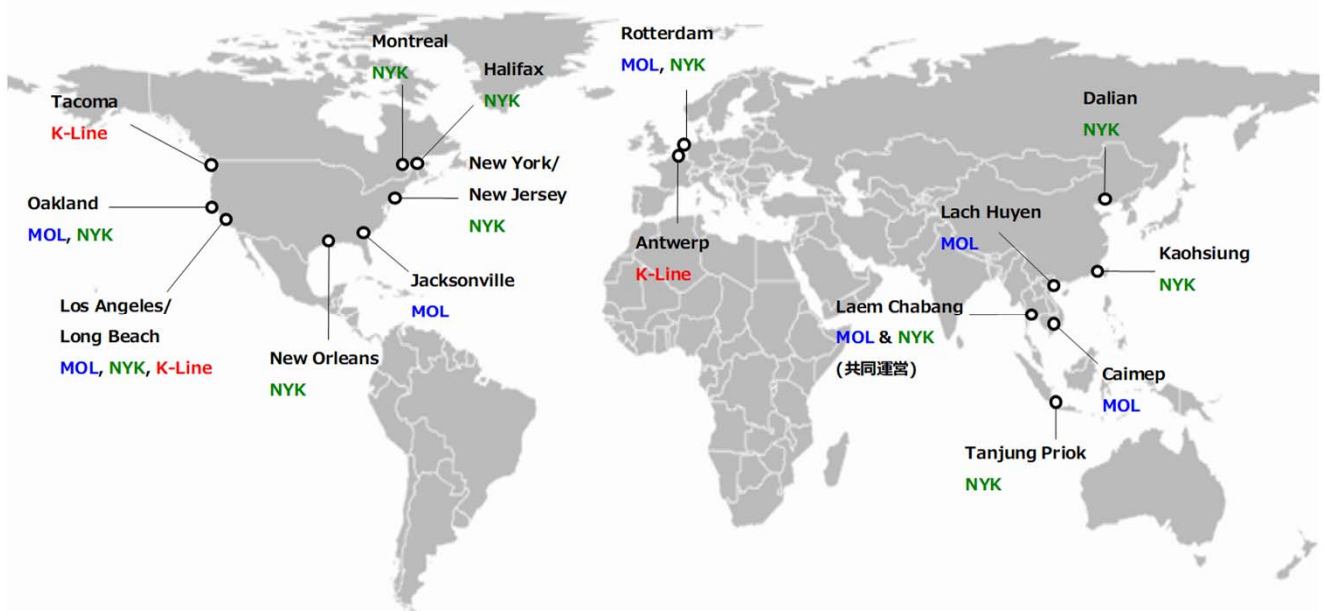 Montreal
NYK
Halifax
NYK
Rotterdam
MOL, NYK
Tacoma
K-Line
Dalian
NYK
New York/
New Jersey
NYK
Oakland
MOL, NYK
Lach Huyen
MOL
Antwerp
K-Line
Kaohsiung
NYK
Jacksonville
MOL
Los Angeles/
Long Beach
MOL, NYK, K-Line
Laem Chabang
MOL & NYK
(共同運営)
New Orleans
NYK
Caimep
MOL
Tanjung Priok
NYK